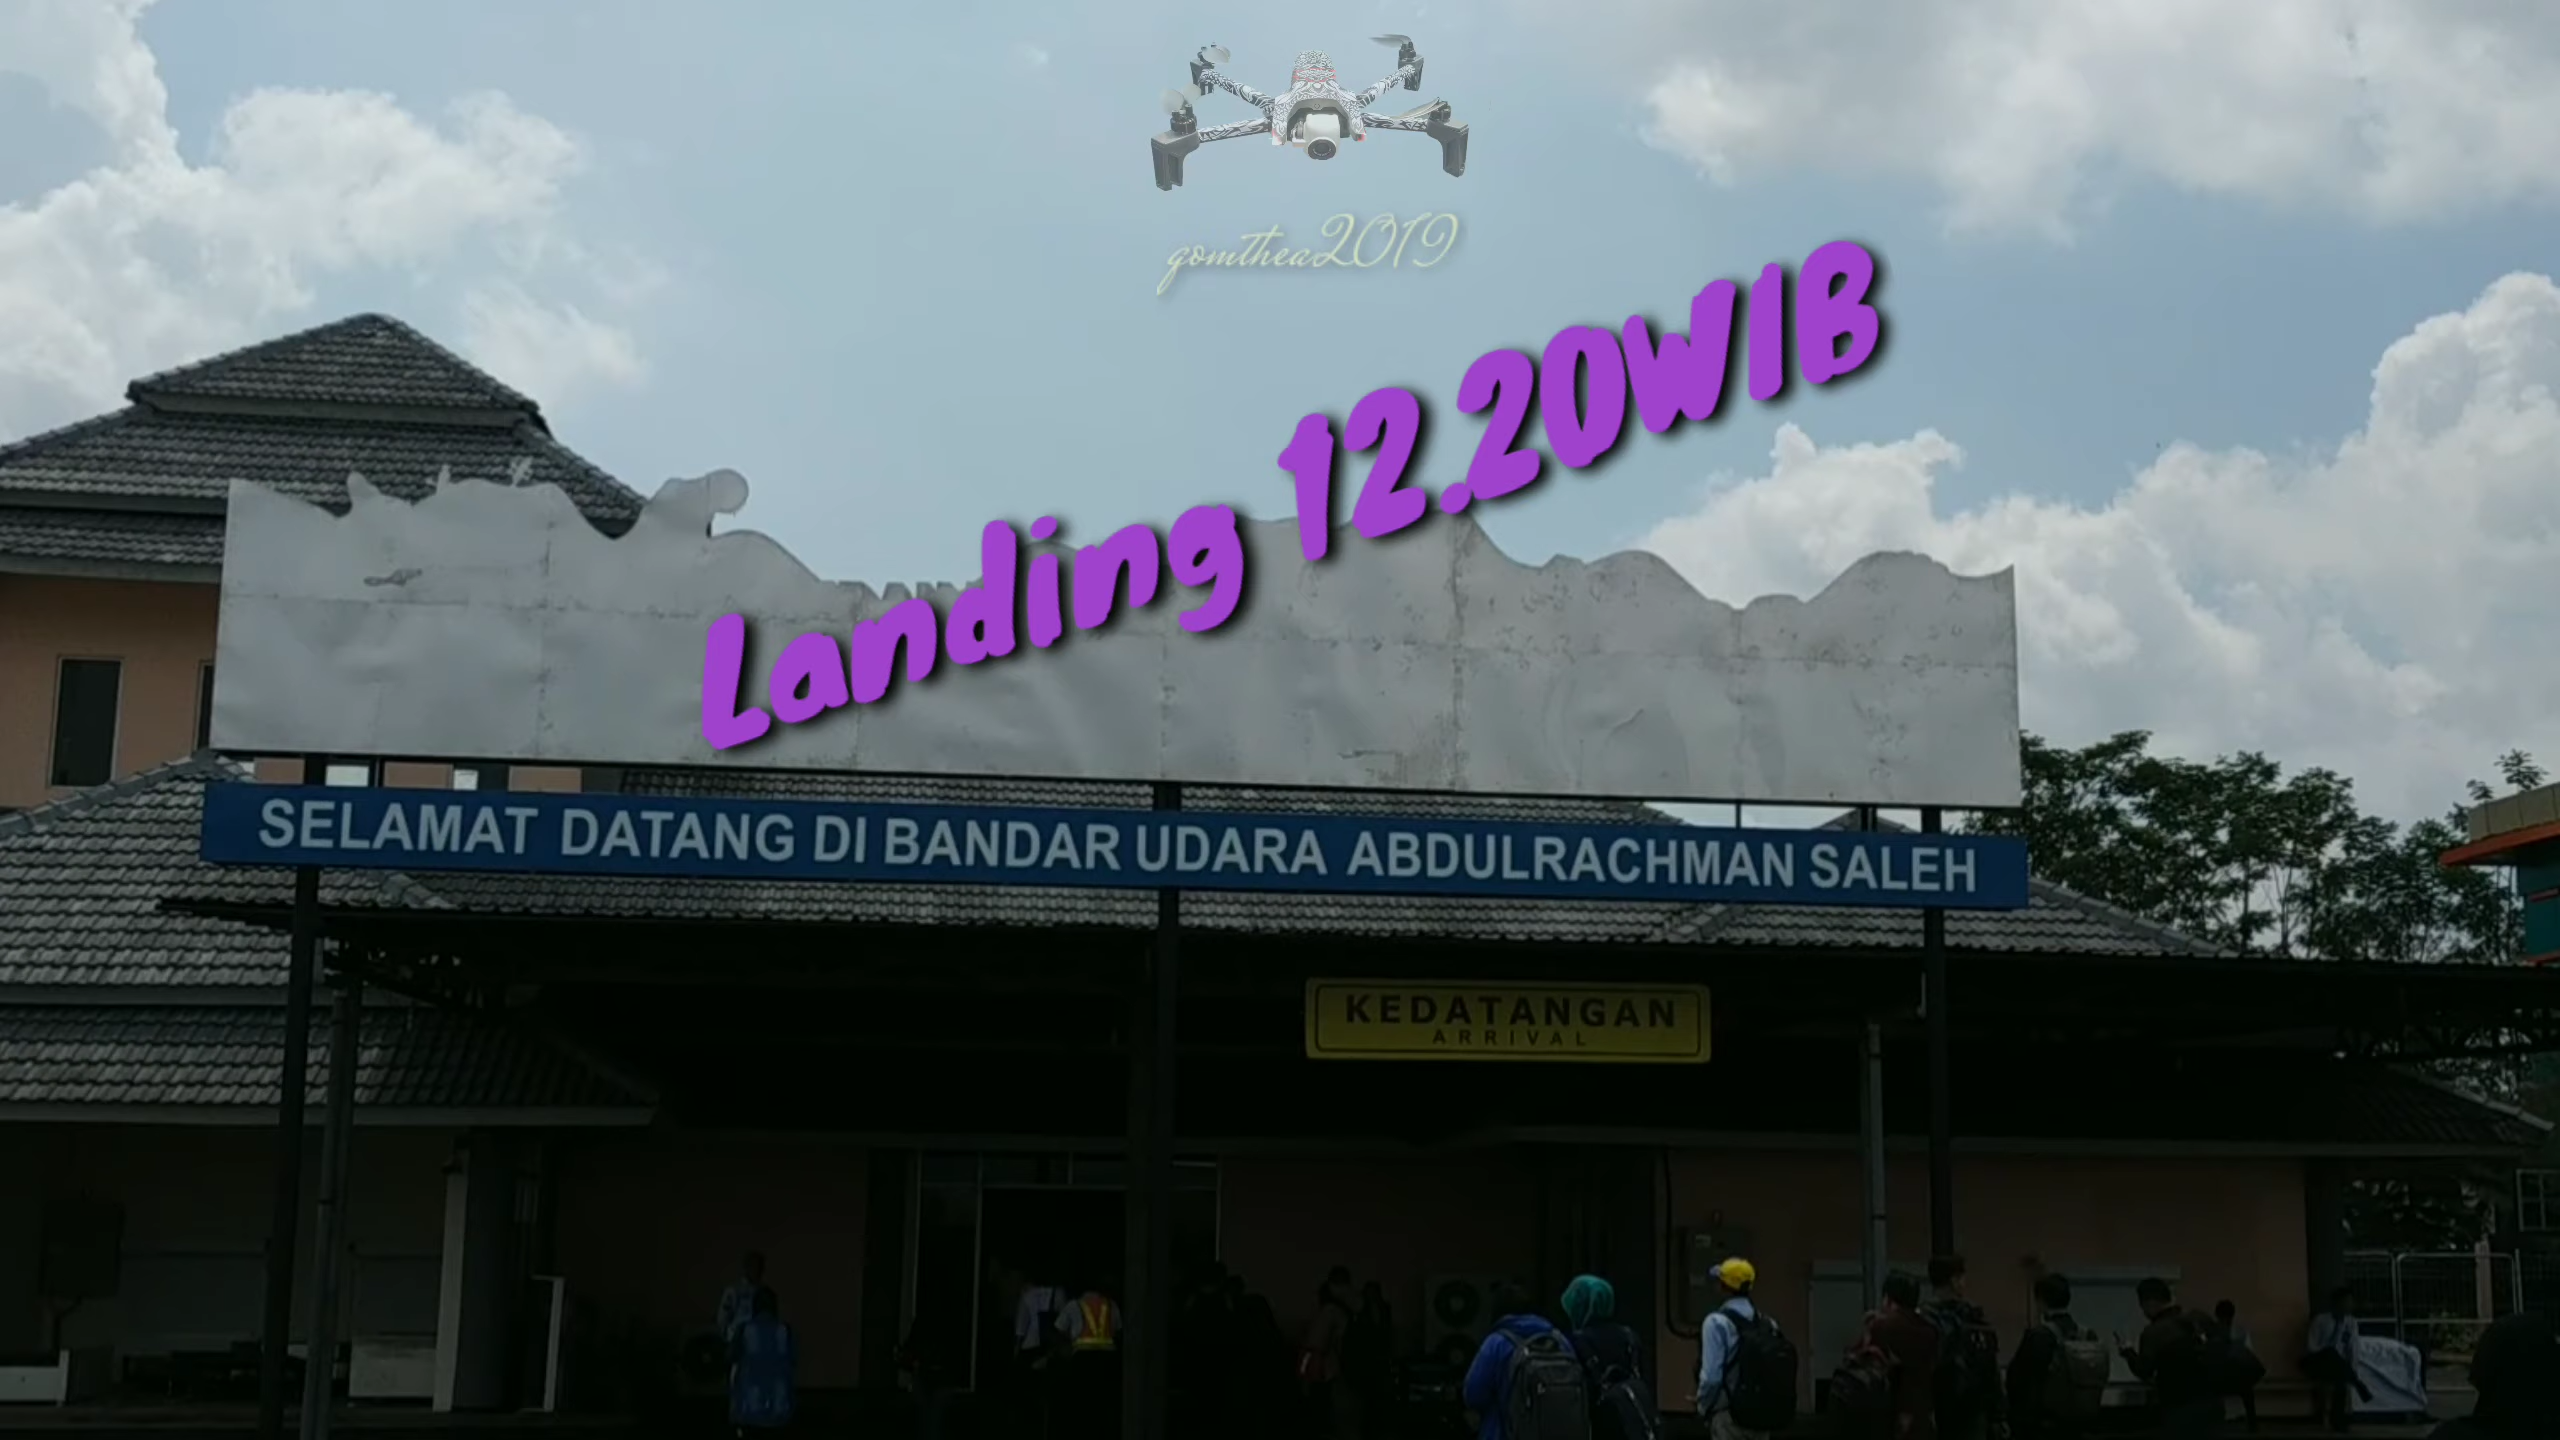 gomthea2019
Landing 12.20WIB
SELAMAT DATANG DI BANDAR UDARA ABDULRACHMAN SALEH
KEDATANGAN
ARRIVAL